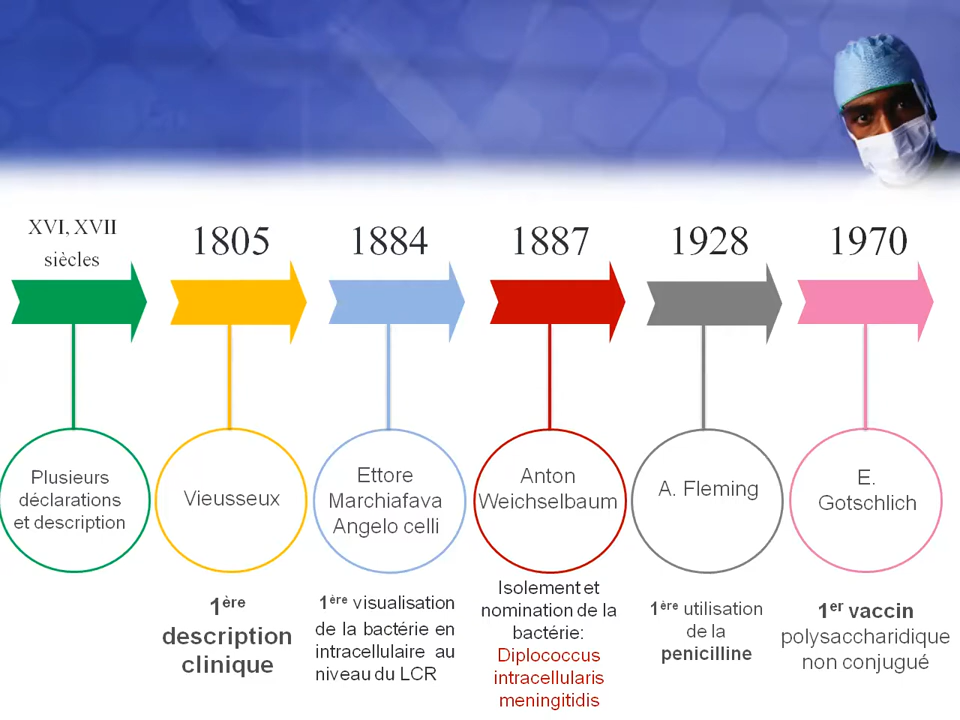 XVI, XVII
siècles
1805
1884
1887
1928
1970
Plusieurs
déclarations
et description
Vieusseux
Ettore
Marchiafava
Angelo celli
Anton
Weichselbaum
A. Fleming
E.
Gotschlich
1ère
description
clinique
1ère visualisation
de la bactérie en
intracellulaire au
niveau du LCR
Isolement et
nomination de la
bactérie:
Diplococcus
intracellularis
meningitidis
1ère utilisation
de la
penicilline
1er vaccin
polysaccharidique
non conjugué